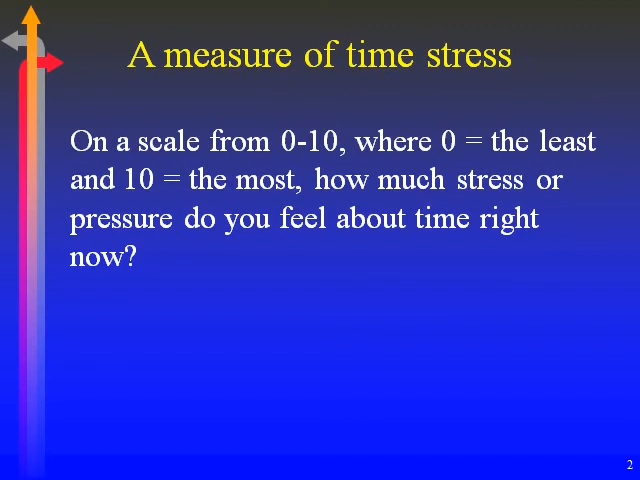 A measure of time stress
On a scale from 0-10, where 0 = the least
and 10 = the most, how much stress or
pressure do you feel about time right
now?
2